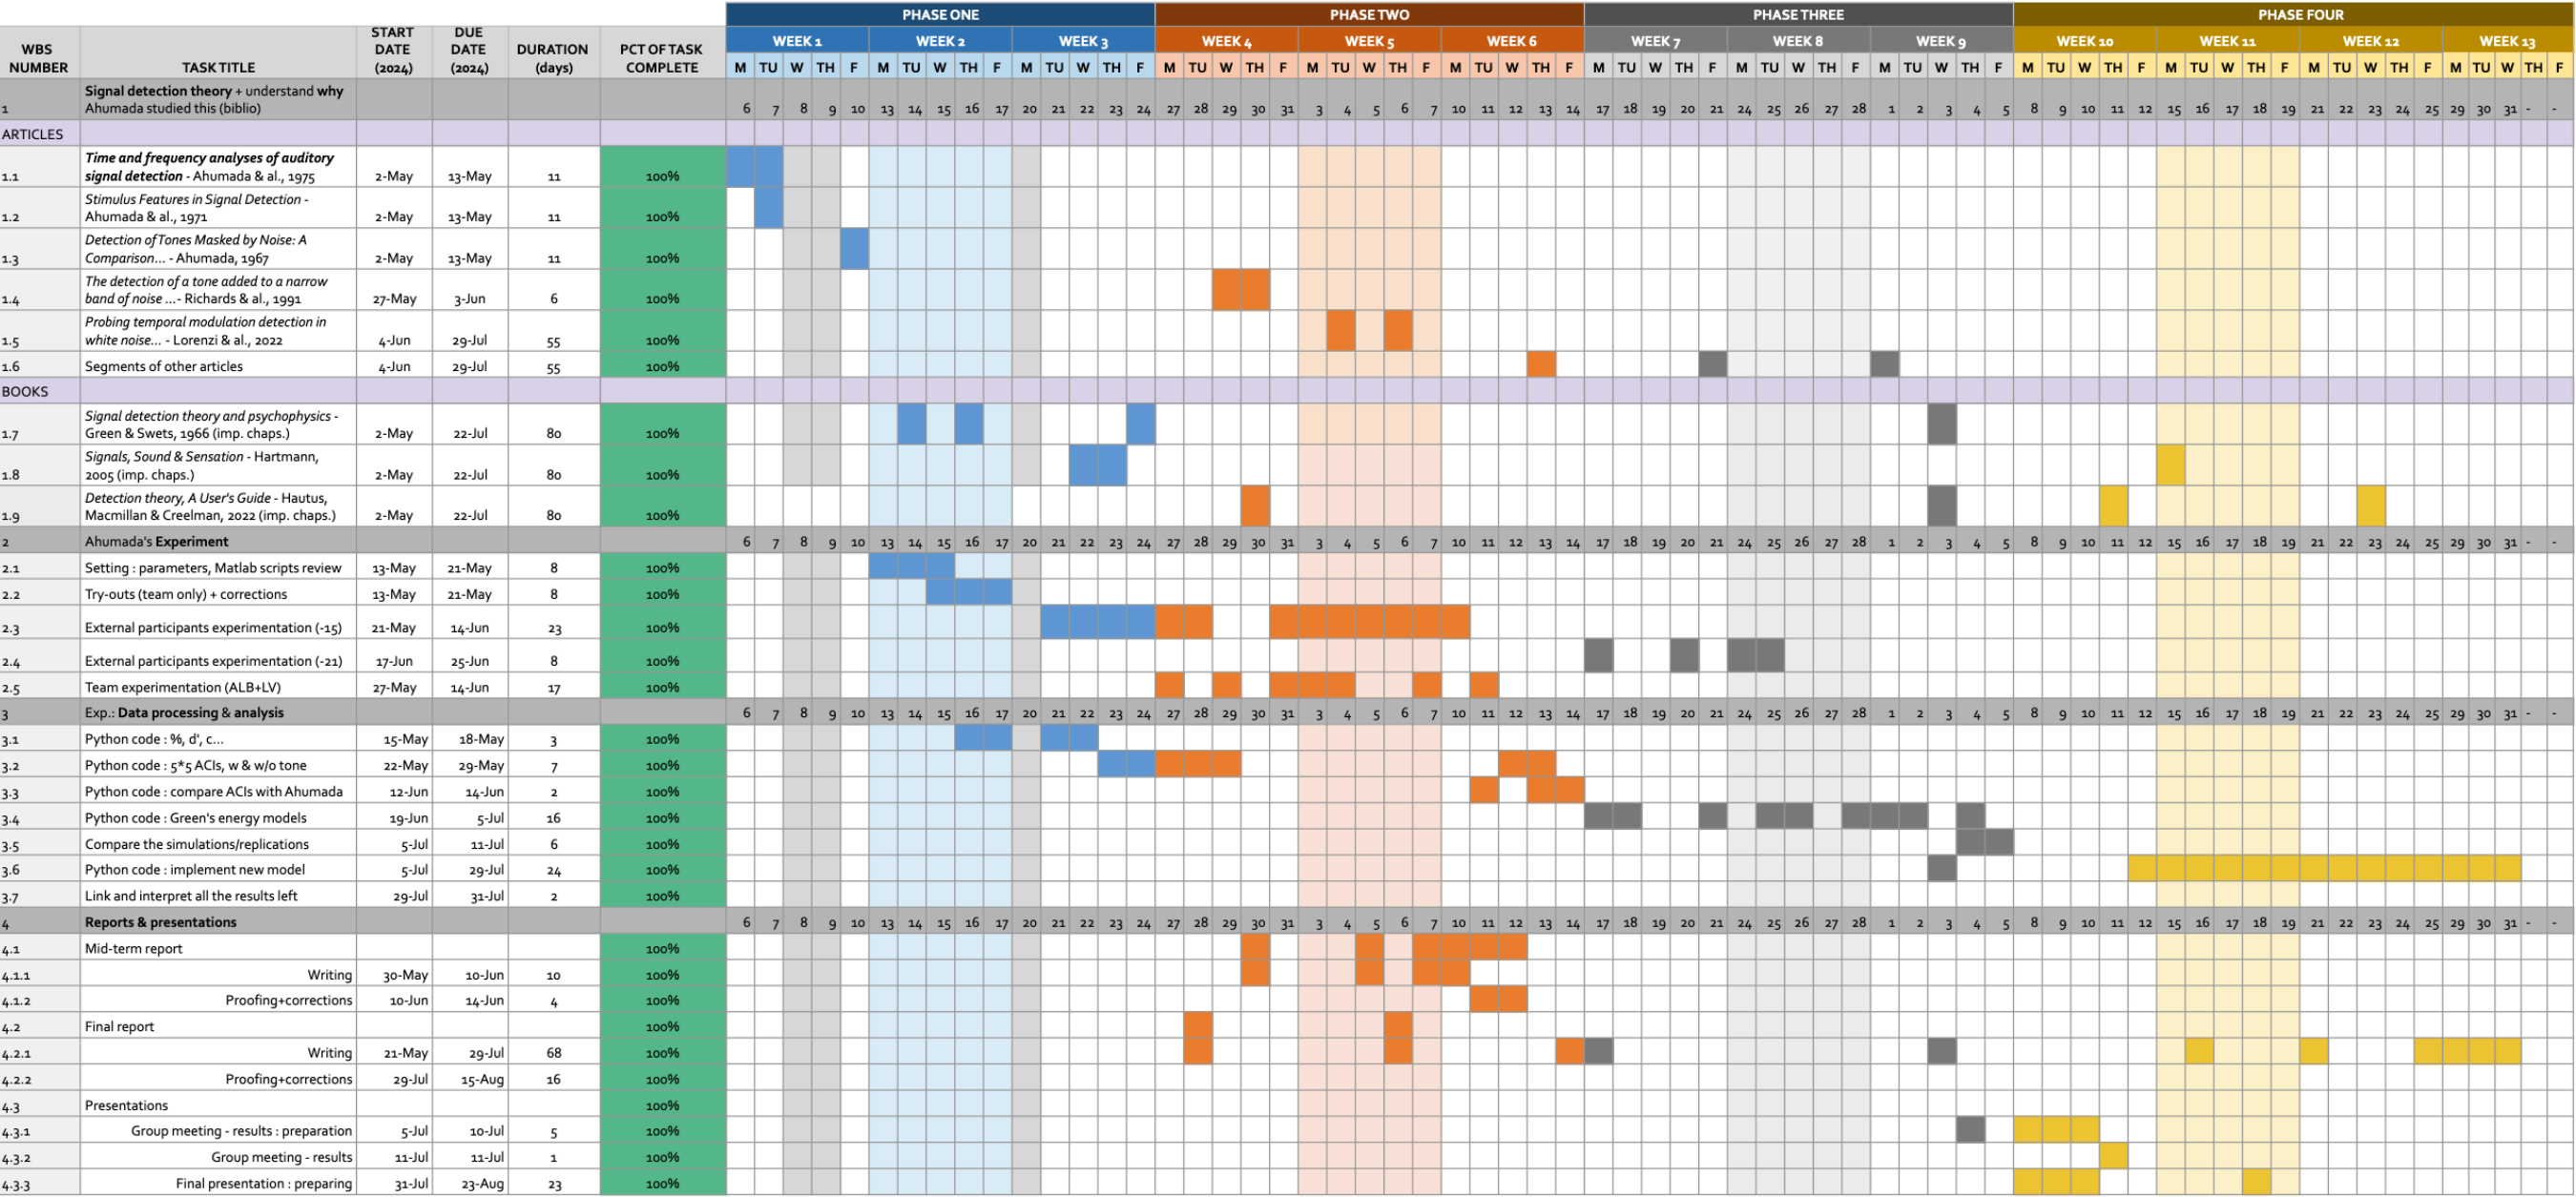 PHASE ONE PHASE TWO PHASE THREE PHASE FOUR
WBS NUMBER TASK TITLE START DATE (2024) DUE DATE (2024) DURATION (days) PCT OF TASK COMPLETE WEEK 1 WEEK 2 WEEK 3 WEEK 4 WEEK 5 WEEK 6 WEEK 7 WEEK 8 WEEK 9 WEEK 10 WEEK 11 WEEK 12 WEEK 13
M TU W TH F M TU W TH F M TU W TH F M TU W TH F M TU W TH F M TU W TH F M TU W TH F M TU W TH F M TU W TH F M TU W TH F M TU W TH F M TU W TH F M TU W TH F
1 Signal detection theory + understand why Ahumada studied this (biblio) 6 7 8 9 10 13 14 15 16 17 20 21 22 23 24 27 28 29 30 31 3 4 5 6 7 10 11 12 13 14 17 18 19 20 21 24 25 26 27 28 1 2 3 4 5 8 9 10 11 12 15 16 17 18 19 21 22 23 24 25 29 30 31 - -
ARTICLES
1.1 Time and frequency analyses of auditory signal detection - Ahumada & al., 1975 2-May 13-May 11 100%
1.2 Stimulus Features in Signal Detection - Ahumada & al., 1971 2-May 13-May 11 100%
1.3 Detection of Tones Masked by Noise: A Comparison... - Ahumada, 1967 2-May 13-May 11 100%
1.4 The detection of a tone added to a narrow band of noise ...- Richards & al., 1991 27-May 3-Jun 6 100%
1.5 Probing temporal modulation detection in white noise... - Lorenzi & al., 2022 4-Jun 29-Jul 55 100%
1.6 Segments of other articles 4-Jun 29-Jul 55 100%
BOOKS
1.7 Signal detection theory and psychophysics - Green & Swets, 1966 (imp. chaps.) 2-May 22-Jul 80 100%
1.8 Signals, Sound & Sensation - Hartmann, 2005 (imp. chaps.) 2-May 22-Jul 80 100%
1.9 Detection theory, A User's Guide - Hautus, Macmillan & Creelman, 2022 (imp. chaps.) 2-May 22-Jul 80 100%
2 Ahumada's Experiment 6 7 8 9 10 13 14 15 16 17 20 21 22 23 24 27 28 29 30 31 3 4 5 6 7 10 11 12 13 14 17 18 19 20 21 24 25 26 27 28 1 2 3 4 5 8 9 10 11 12 15 16 17 18 19 21 22 23 24 25 29 30 31 - -
2.1 Setting : parameters, Matlab scripts review 13-May 21-May 8 100%
2.2 Try-outs (team only) + corrections 13-May 21-May 8 100%
2.3 External participants experimentation (-15) 21-May 14-Jun 23 100%
2.4 External participants experimentation (-21) 17-Jun 25-Jun 8 100%
2.5 Team experimentation (ALB+LV) 27-May 14-Jun 17 100%
3 Exp.: Data processing & analysis 6 7 8 9 10 13 14 15 16 17 20 21 22 23 24 27 28 29 30 31 3 4 5 6 7 10 11 12 13 14 17 18 19 20 21 24 25 26 27 28 1 2 3 4 5 8 9 10 11 12 15 16 17 18 19 21 22 23 24 25 29 30 31 - -
3.1 Python code : %, d', c... 15-May 18-May 3 100%
3.2 Python code : 5*5 ACIs, w & w/o tone 22-May 29-May 7 100%
3.3 Python code : compare ACIs with Ahumada 12-Jun 14-Jun 2 100%
3.4 Python code : Green's energy models 19-Jun 5-Jul 16 100%
3.5 Compare the simulations/replications 5-Jul 11-Jul 6 100%
3.6 Python code : implement new model 5-Jul 29-Jul 24 100%
3.7 Link and interpret all the results left 29-Jul 31-Jul 2 100%
4 Reports & presentations 6 7 8 9 10 13 14 15 16 17 20 21 22 23 24 27 28 29 30 31 3 4 5 6 7 10 11 12 13 14 17 18 19 20 21 24 25 26 27 28 1 2 3 4 5 8 9 10 11 12 15 16 17 18 19 21 22 23 24 25 29 30 31 - -
4.1 Mid-term report 100%
4.1.1 Writing 30-May 10-Jun 10 100%
4.1.2 Proofing+corrections 10-Jun 14-Jun 4 100%
4.2 Final report 100%
4.2.1 Writing 21-May 29-Jul 68 100%
4.2.2 Proofing+corrections 29-Jul 15-Aug 16 100%
4.3 Presentations 100%
4.3.1 Group meeting - results : preparation 5-Jul 10-Jul 5 100%
4.3.2 Group meeting - results 11-Jul 11-Jul 1 100%
4.3.3 Final presentation : preparing 31-Jul 23-Aug 23 100%